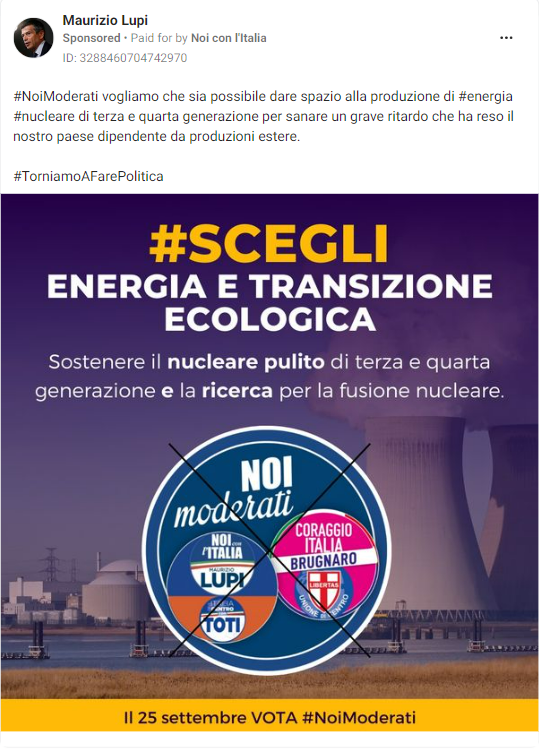 Maurizio Lupi
Sponsored • Paid for by Noi con l'Italia
ID: 3288460704742970
#NoiModerati vogliamo che sia possibile dare spazio alla produzione di #energia
#nucleare di terza e quarta generazione per sanare un grave ritardo che ha reso il
nostro paese dipendente da produzioni estere.
#TorniamoAFarePolitica
#SCEGLI
ENERGIA E TRANSIZIONE
ECOLOGICA
Sostenere il nucleare pulito di terza e quarta
generazione e la ricerca per la fusione nucleare.
NOI
moderati
NOI
l'ITALIA
MAURIZIO
LUPI
TOTI
CORAGGIO
ITALIA
BRUGNARO
LIBERTAS
Il 25 settembre VOTA #NoiModerati